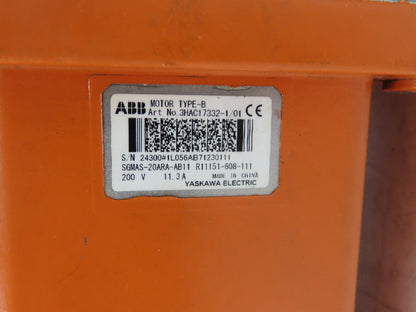 ABB MOTOR TYPE-B
Art No.3HAC17332-1/01 CE
S/N 24300#1L056AB71230111
SGMAS-20ARA-AB11 R11151-608-111
200 V 11.3A MADE IN CHINA
YASKAWA ELECTRIC